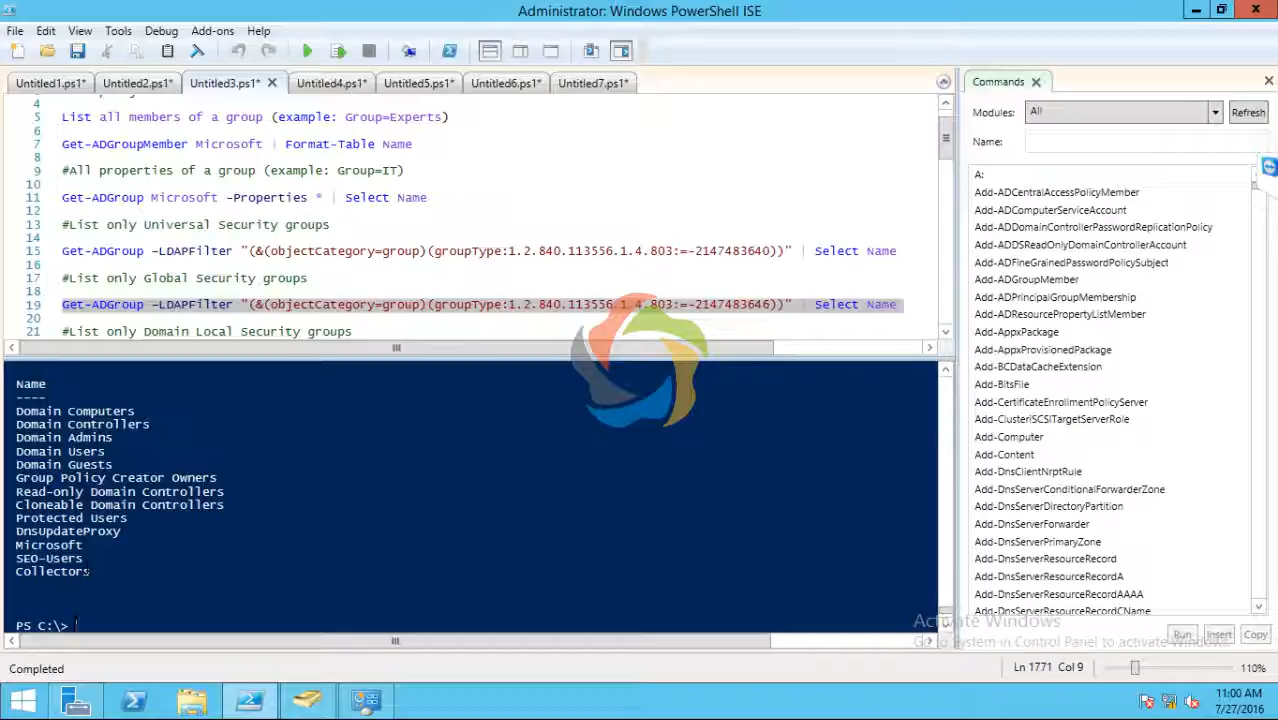 Administrator: Windows PowerShell ISE
File Edit View Tools Debug Add-ons Help
Untitled1.ps1* Untitled2.ps1* Untitled3.ps1* Untitled4.ps1* Untitled5.ps1* Untitled6.ps1* Untitled7.ps1*
4
5 List all members of a group (example: Group=Experts)
6
7 Get-ADGroupMember Microsoft | Format-Table Name
8
9 #All properties of a group (example: Group=IT)
10
11 Get-ADGroup Microsoft -Properties * | Select Name
12
13 #List only Universal Security groups
14
15 Get-ADGroup –LDAPFilter "(&(objectCategory=group)(groupType:1.2.840.113556.1.4.803:=-2147483640))" | Select Name
16
17 #List only Global Security groups
18
19 Get-ADGroup –LDAPFilter "(&(objectCategory=group)(groupType:1.2.840.113556.1.4.803:=-2147483646))" | Select Name
20
21 #List only Domain Local Security groups
Name
----
Domain Computers
Domain Controllers
Domain Admins
Domain Users
Domain Guests
Group Policy Creator Owners
Read-only Domain Controllers
Cloneable Domain Controllers
Protected Users
DnsUpdateProxy
Microsoft
SEO-Users
Collectors
PS C:\>
Commands
Modules: All Refresh
Name:
A:
Add-ADCentralAccessPolicyMember
Add-ADComputerServiceAccount
Add-ADDomainControllerPasswordReplicationPolicy
Add-ADDSReadOnlyDomainControllerAccount
Add-ADFineGrainedPasswordPolicySubject
Add-ADGroupMember
Add-ADPrincipalGroupMembership
Add-ADResourcePropertyListMember
Add-AppxPackage
Add-AppxProvisionedPackage
Add-BCDataCacheExtension
Add-BitsFile
Add-CertificateEnrollmentPolicyServer
Add-ClusteriSCSITargetServerRole
Add-Computer
Add-Content
Add-DnsClientNrptRule
Add-DnsServerConditionalForwarderZone
Add-DnsServerDirectoryPartition
Add-DnsServerForwarder
Add-DnsServerPrimaryZone
Add-DnsServerResourceRecord
Add-DnsServerResourceRecordA
Add-DnsServerResourceRecordAAAA
Add-DnsServerResourceRecordCName
Activate Windows
Go to System in Control Panel to activate Windows.
Run Insert Copy
Completed
Ln 1771 Col 9
110%
11:00 AM
7/27/2016